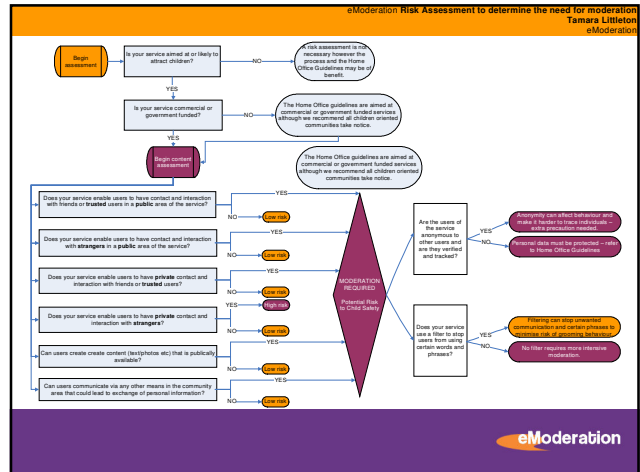 eModeration Risk Assessment to determine the need for moderation
Tamara Littleton
eModeration
Begin
assessment
Is your service aimed at or likely to
attract children?
NO
A risk assessment is not
necessary however the
process and the Home
Office Guidelines may be of
benefit.
YES
Is your service commercial or
government funded?
NO
The Home Office guidelines are aimed at
commercial or government funded services
although we recommend all children oriented
communities take notice.
YES
Begin content
assessment
The Home Office guidelines are aimed at
commercial or government funded services
although we recommend all children oriented
communities take notice.
Does your service enable users to have contact and interaction
with friends or trusted users in a public area of the service?
YES
NO
Low risk
Does your service enable users to have contact and interaction
with strangers in a public area of the service?
YES
NO
Low risk
Does your service enable users to have private contact and
interaction with friends or trusted users?
YES
NO
Low risk
Does your service enable users to have private contact and
interaction with strangers?
YES
High risk
NO
Low risk
Can users create create content (text/photos etc) that is publically
available?
YES
NO
Low risk
Can users communicate via any other means in the community
area that could lead to exchange of personal information?
YES
NO
Low risk
MODERATION
REQUIRED
Potential Risk
to Child Safety
Are the users of
the service
anonymous to
other users and
are they verified
and tracked?
YES
Anonymity can affect behaviour and
make it harder to trace individuals –
extra precaution needed.
NO
Personal data must be protected – refer
to Home Office Guidelines
Does your service
use a filter to stop
users from using
certain words and
phrases?
YES
Filtering can stop unwanted
communication and certain phrases to
minimise risk of grooming behaviour.
NO
No filter requires more intensive
moderation.
eModeration